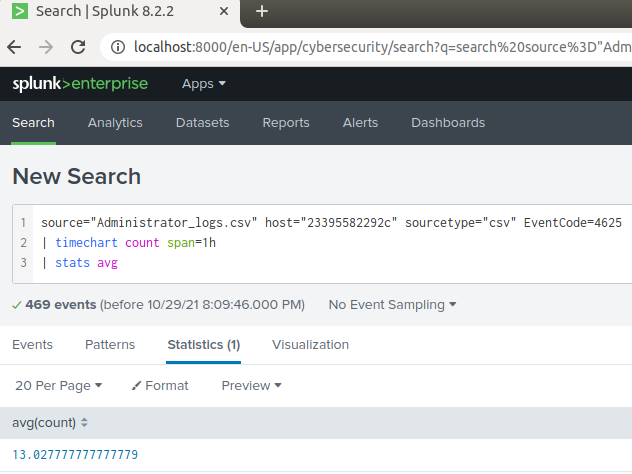 Search | Splunk 8.2.2
localhost:8000/en-US/app/cybersecurity/search?q=search%20source%3D"Adm
splunk>enterprise Apps
Search Analytics Datasets Reports Alerts Dashboards
New Search
1 source="Administrator_logs.csv" host="23395582292c" sourcetype="csv" EventCode=4625
2 | timechart count span=1h
3 | stats avg
469 events (before 10/29/21 8:09:46.000 PM) No Event Sampling
Events Patterns Statistics (1) Visualization
20 Per Page Format Preview
avg(count)
13.027777777777779